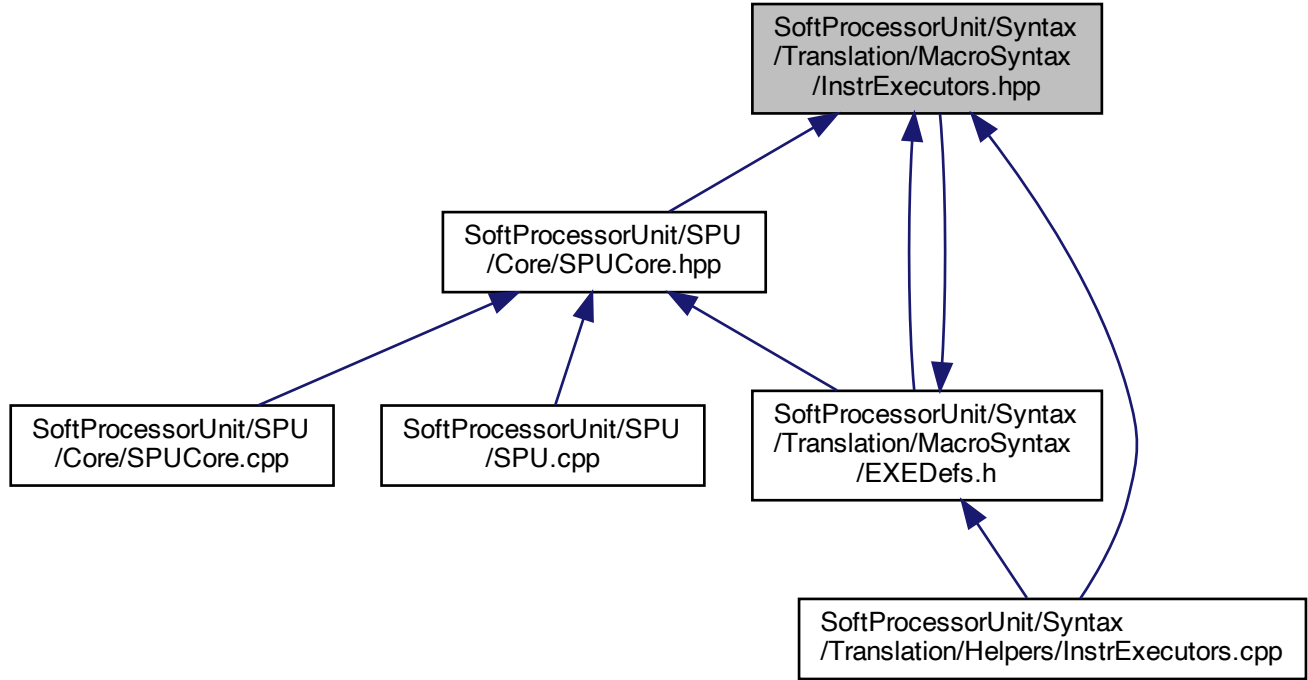 SoftProcessorUnit/Syntax
/Translation/MacroSyntax
/InstrExecutors.hpp
SoftProcessorUnit/SPU
/Core/SPUCore.hpp
SoftProcessorUnit/SPU
/Core/SPUCore.cpp
SoftProcessorUnit/SPU
/SPU.cpp
SoftProcessorUnit/Syntax
/Translation/MacroSyntax
/EXEDefs.h
SoftProcessorUnit/Syntax
/Translation/Helpers/InstrExecutors.cpp